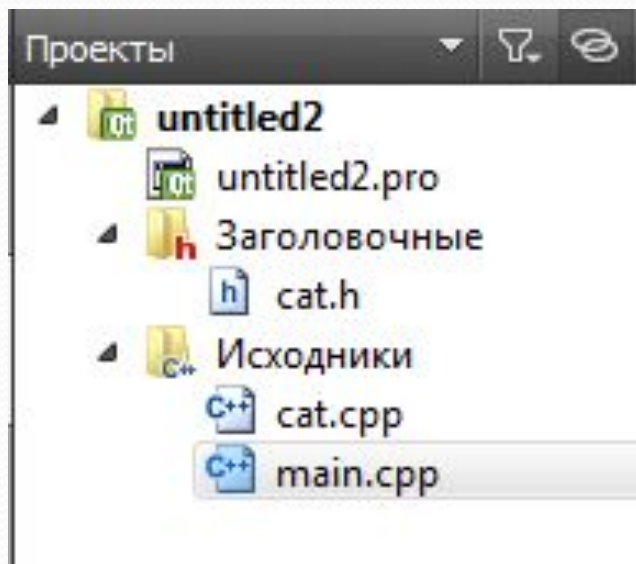 Проекты
untitled2
untitled2.pro
Заголовочные
cat.h
Исходники
cat.cpp
main.cpp